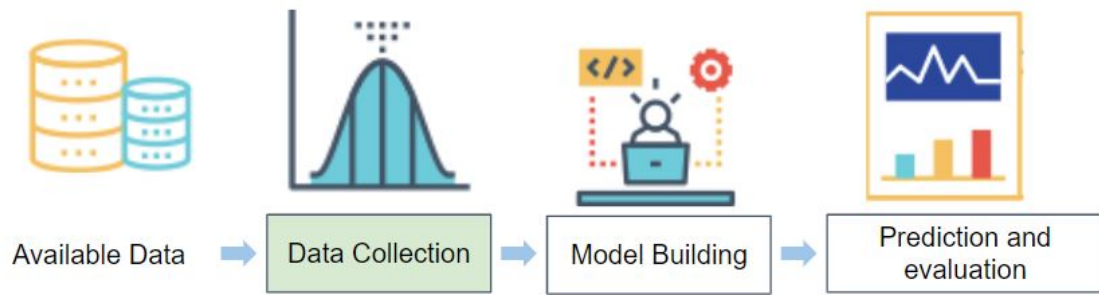 </>
Available Data
Data Collection
Model Building
Prediction and
evaluation